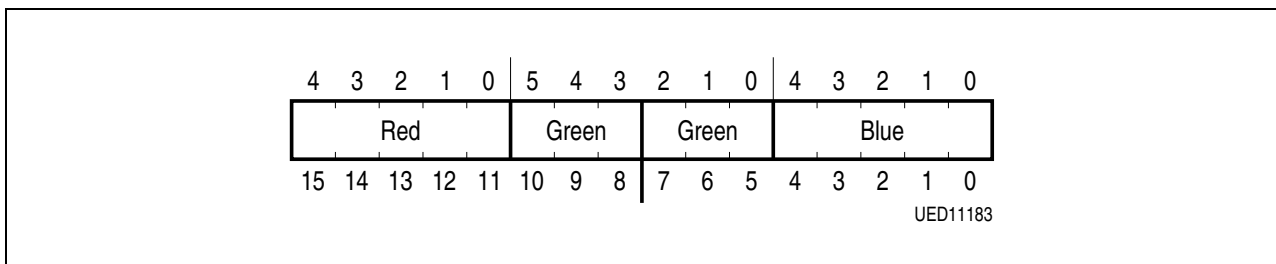 4 3 2 1 0 5 4 3 2 1 0 4 3 2 1 0
Red Green Green Blue
15 14 13 12 11 10 9 8 7 6 5 4 3 2 1 0
UED11183